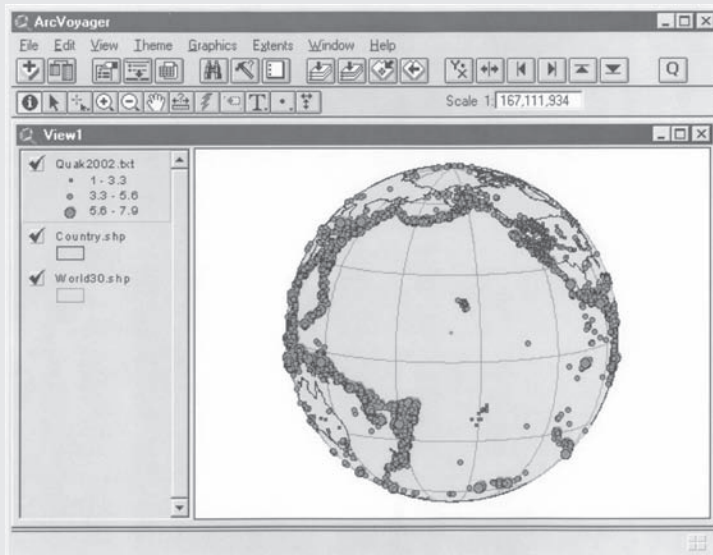 ArcVoyager
File Edit View Theme Graphics Extents Window Help
Q
T
Scale 1: 167,111,934
View1
Quak2002.txt
1 - 3.3
3.3 - 5.6
5.6 - 7.9
Country.shp
World30.shp